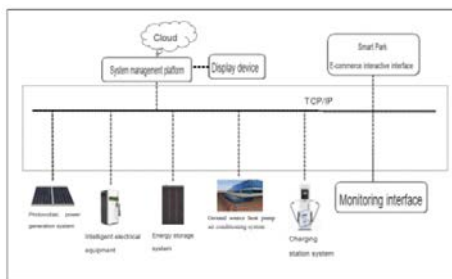 Cloud
System management platform
Display device
Smart Park
E-commerce interactive interface
TCP/IP
Photovoltaic power
generation system
Intelligent electrical
equipment
Energy storage
system
Ground source heat pump
air conditioning system
Charging
station system
Monitoring interface